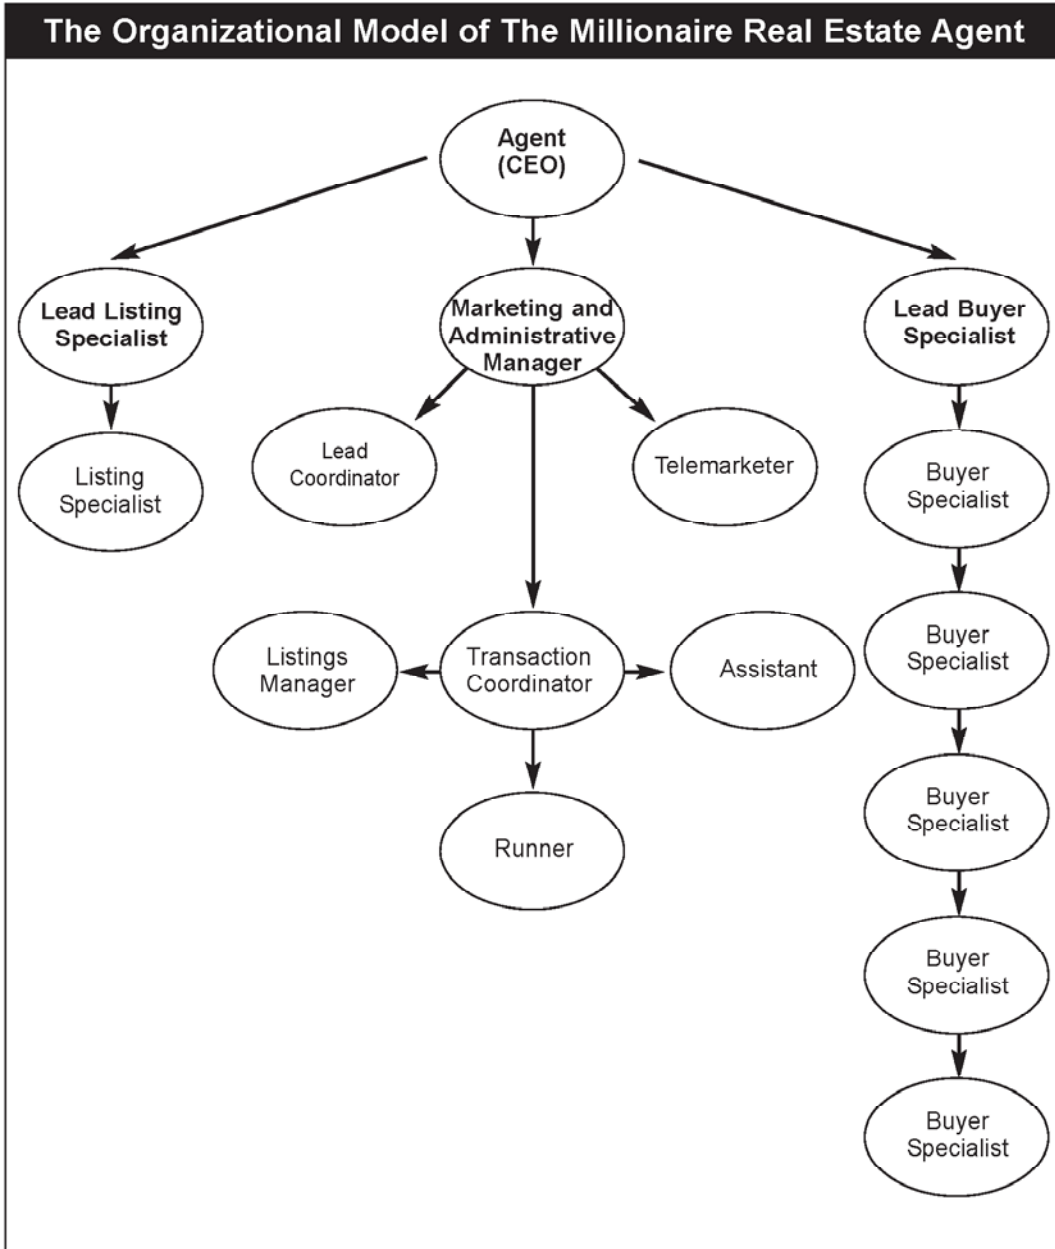 The Organizational Model of The Millionaire Real Estate Agent
Agent
(CEO)
Lead Listing
Specialist
Marketing and
Administrative
Manager
Lead Buyer
Specialist
Listing
Specialist
Lead
Coordinator
Telemarketer
Buyer
Specialist
Listings
Manager
Transaction
Coordinator
Assistant
Buyer
Specialist
Runner
Buyer
Specialist
Buyer
Specialist
Buyer
Specialist